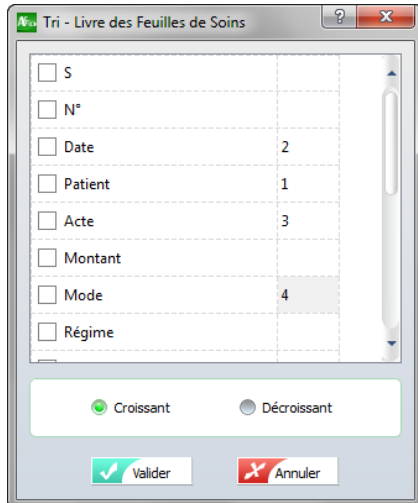 Tri - Livre des Feuilles de Soins
S
N°
Date 2
Patient 1
Acte 3
Montant
Mode 4
Régime
Croissant Décroissant
Valider Annuler